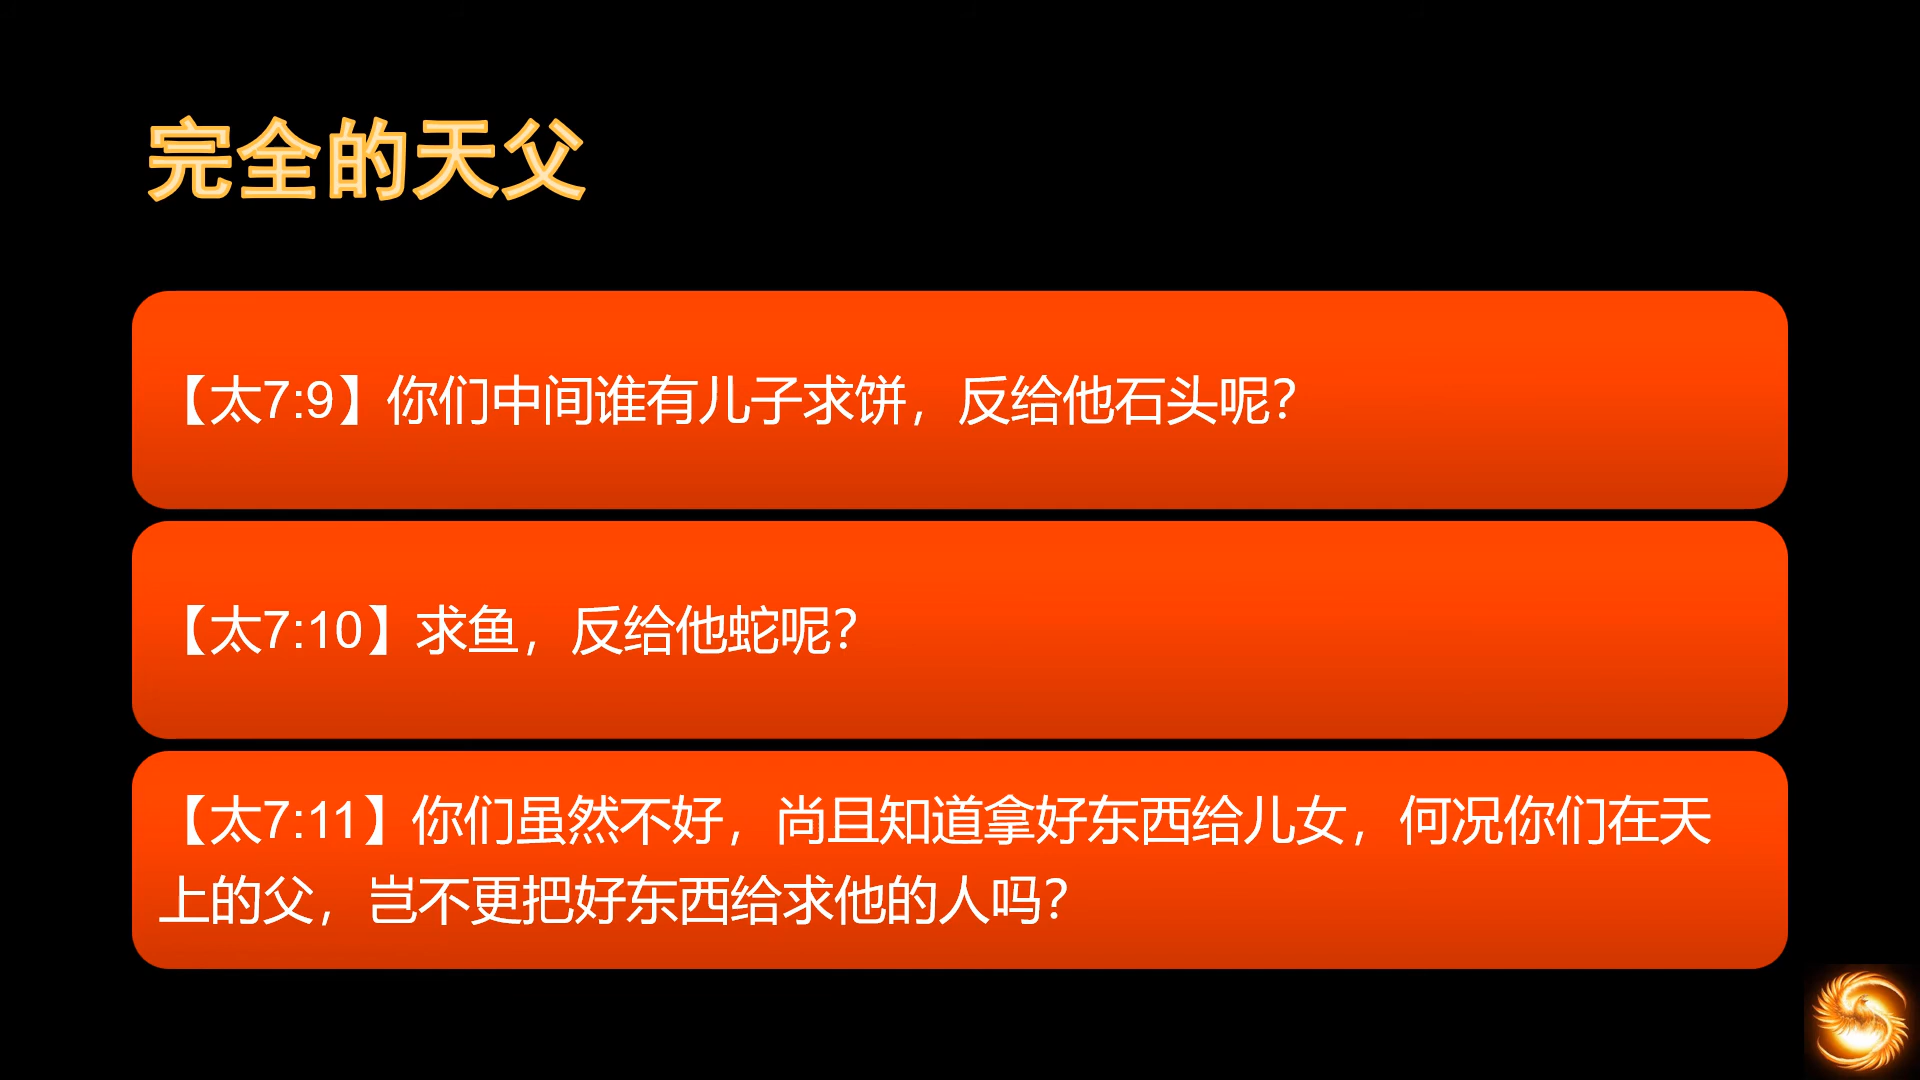 完全的天父
【太7:9】你们中间谁有儿子求饼，反给他石头呢？
【太7:10】求鱼，反给他蛇呢？
【太7:11】你们虽然不好，尚且知道拿好东西给儿女，何况你们在天
上的父，岂不更把好东西给求他的人吗？